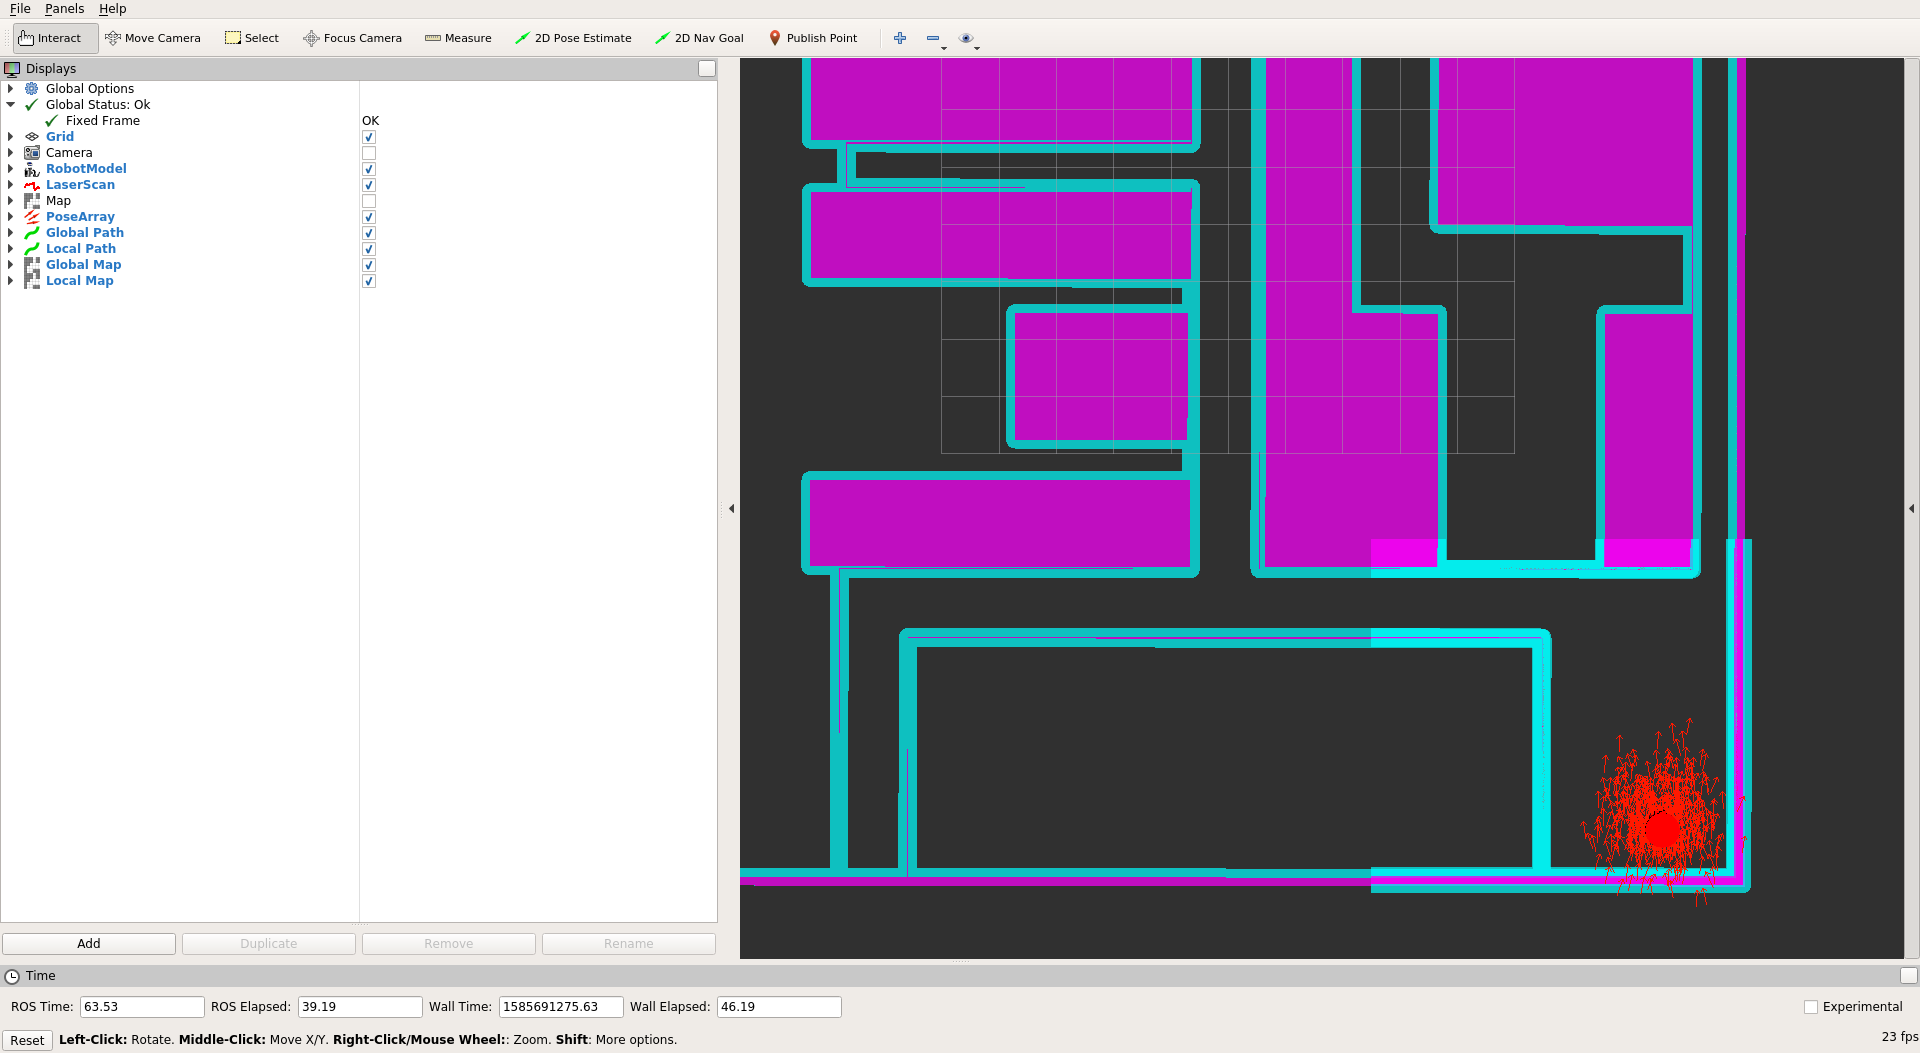 File Panels Help
Interact Move Camera Select Focus Camera Measure 2D Pose Estimate 2D Nav Goal Publish Point
Displays
Global Options
Global Status: Ok
Fixed Frame OK
Grid
Camera
RobotModel
LaserScan
Map
PoseArray
Global Path
Local Path
Global Map
Local Map
Add Duplicate Remove Rename
Time
ROS Time: 63.53 ROS Elapsed: 39.19 Wall Time: 1585691275.63 Wall Elapsed: 46.19 Experimental
Reset Left-Click: Rotate. Middle-Click: Move X/Y. Right-Click/Mouse Wheel:: Zoom. Shift: More options. 23 fps